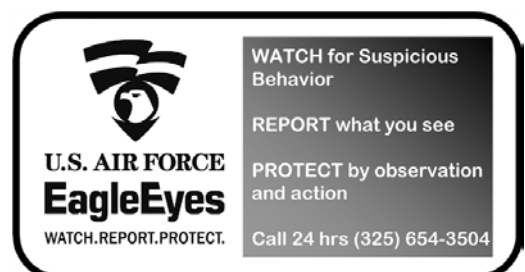 U.S. AIR FORCE
EagleEyes
WATCH.REPORT.PROTECT.
WATCH for Suspicious
Behavior
REPORT what you see
PROTECT by observation
and action
Call 24 hrs (325) 654-3504